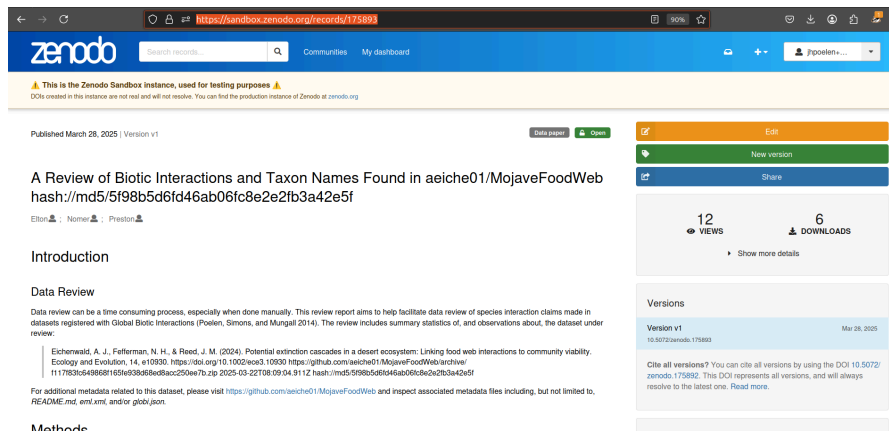 https://sandbox.zenodo.org/records/175893
90%
zenodo
Search records...
Communities
My dashboard
jhpoelen+...
⚠ This is the Zenodo Sandbox instance, used for testing purposes ⚠
DOIs created in this instance are not real and will not resolve. You can find the production instance of Zenodo at zenodo.org
Published March 28, 2025 | Version v1
Data paper
Open
A Review of Biotic Interactions and Taxon Names Found in aeiche01/MojaveFoodWeb
hash://md5/5f98b5d6fd46ab06fc8e2e2fb3a42e5f
Elton ; Nomer ; Preston
Introduction
Data Review
Data review can be a time consuming process, especially when done manually. This review report aims to help facilitate data review of species interaction claims made in
datasets registered with Global Biotic Interactions (Poelen, Simons, and Mungall 2014). The review includes summary statistics of, and observations about, the dataset under
review:
Eichenwald, A. J., Fefferman, N. H., & Reed, J. M. (2024). Potential extinction cascades in a desert ecosystem: Linking food web interactions to community viability.
Ecology and Evolution, 14, e10930. https://doi.org/10.1002/ece3.10930 https://github.com/aeiche01/MojaveFoodWeb/archive/
f117f83fc649868f165fe938d68ed8acc250ee7b.zip 2025-03-22T08:09:04.911Z hash://md5/5f98b5d6fd46ab06fc8e2e2fb3a42e5f
For additional metadata related to this dataset, please visit https://github.com/aeiche01/MojaveFoodWeb and inspect associated metadata files including, but not limited to,
README.md, eml.xml, and/or globi.json.
Methods
Edit
New version
Share
12
VIEWS
6
DOWNLOADS
Show more details
Versions
Version v1
Mar 28, 2025
10.5072/zenodo.175893
Cite all versions? You can cite all versions by using the DOI 10.5072/
zenodo.175892. This DOI represents all versions, and will always
resolve to the latest one. Read more.